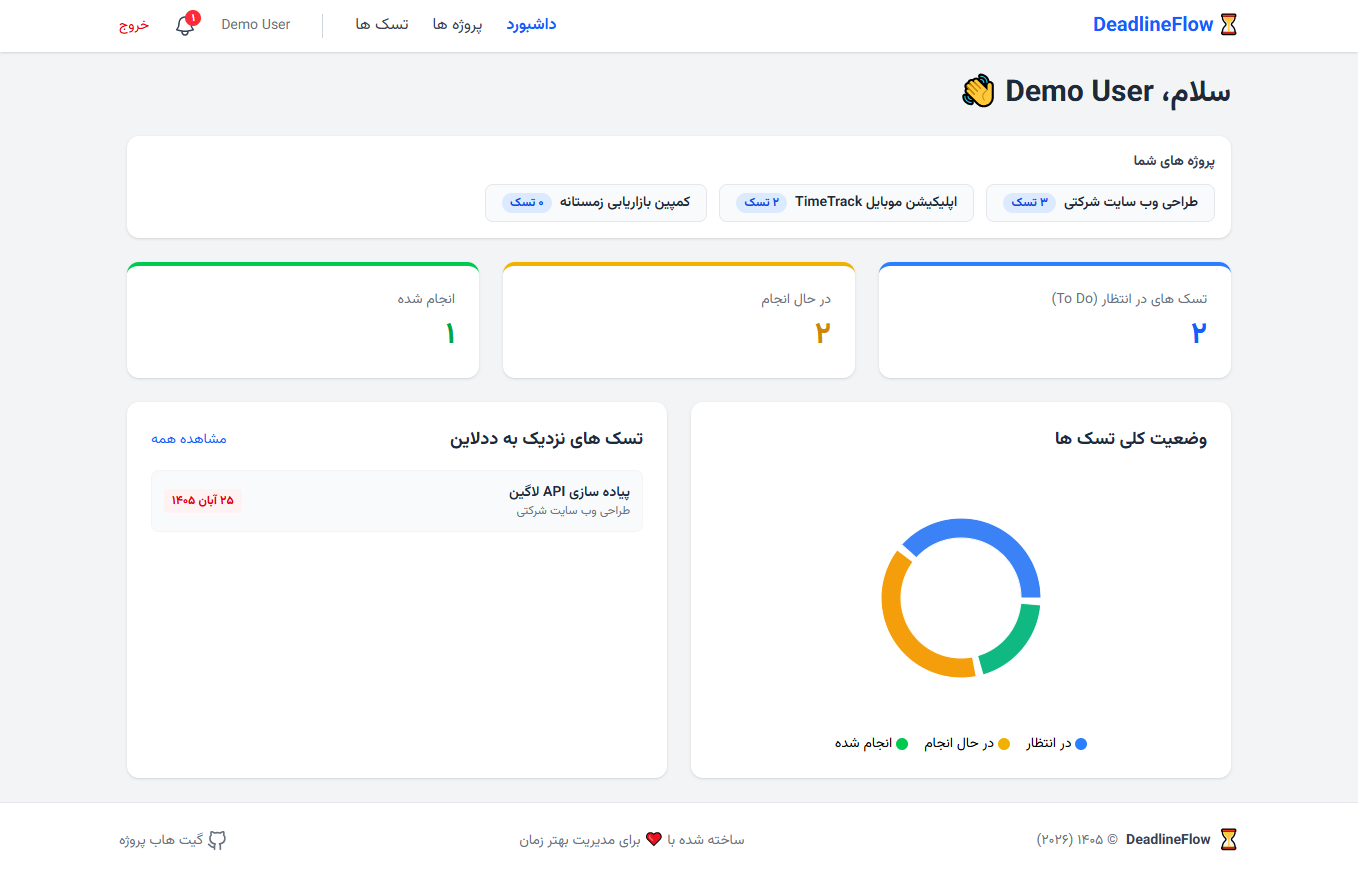 ⏳ DeadlineFlow
داشبورد
پروژه ها
تسک ها
Demo User
۱
خروج
سلام، Demo User 👋
پروژه های شما
طراحی وب سایت شرکتی ۳ تسک
اپلیکیشن موبایل TimeTrack ۲ تسک
کمپین بازاریابی زمستانه ۰ تسک
تسک های در انتظار (To Do)
۲
در حال انجام
۲
انجام شده
۱
وضعیت کلی تسک ها
در انتظار
در حال انجام
انجام شده
تسک های نزدیک به ددلاین
مشاهده همه
پیاده سازی API لاگین
طراحی وب سایت شرکتی
۲۵ آبان ۱۴۰۵
⏳ DeadlineFlow © ۱۴۰۵ (۲۰۲۶)
ساخته شده با ❤️ برای مدیریت بهتر زمان
گیت هاب پروژه